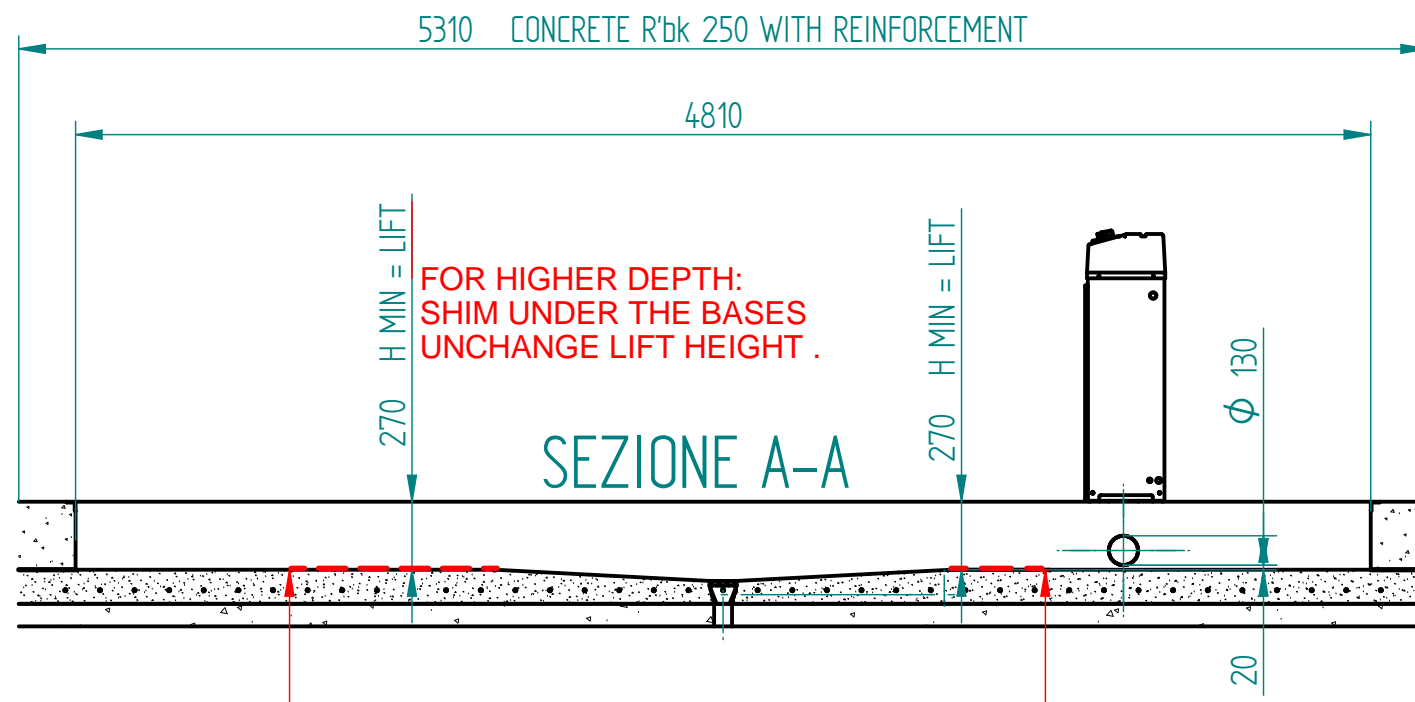 5310 CONCRETE R'bk 250 WITH REINFORCEMENT
4810
270 H MIN = LIFT
FOR HIGHER DEPTH:
SHIM UNDER THE BASES
UNCHANGE LIFT HEIGHT .
270 H MIN = LIFT
ϕ 130
SEZIONE A-A
20